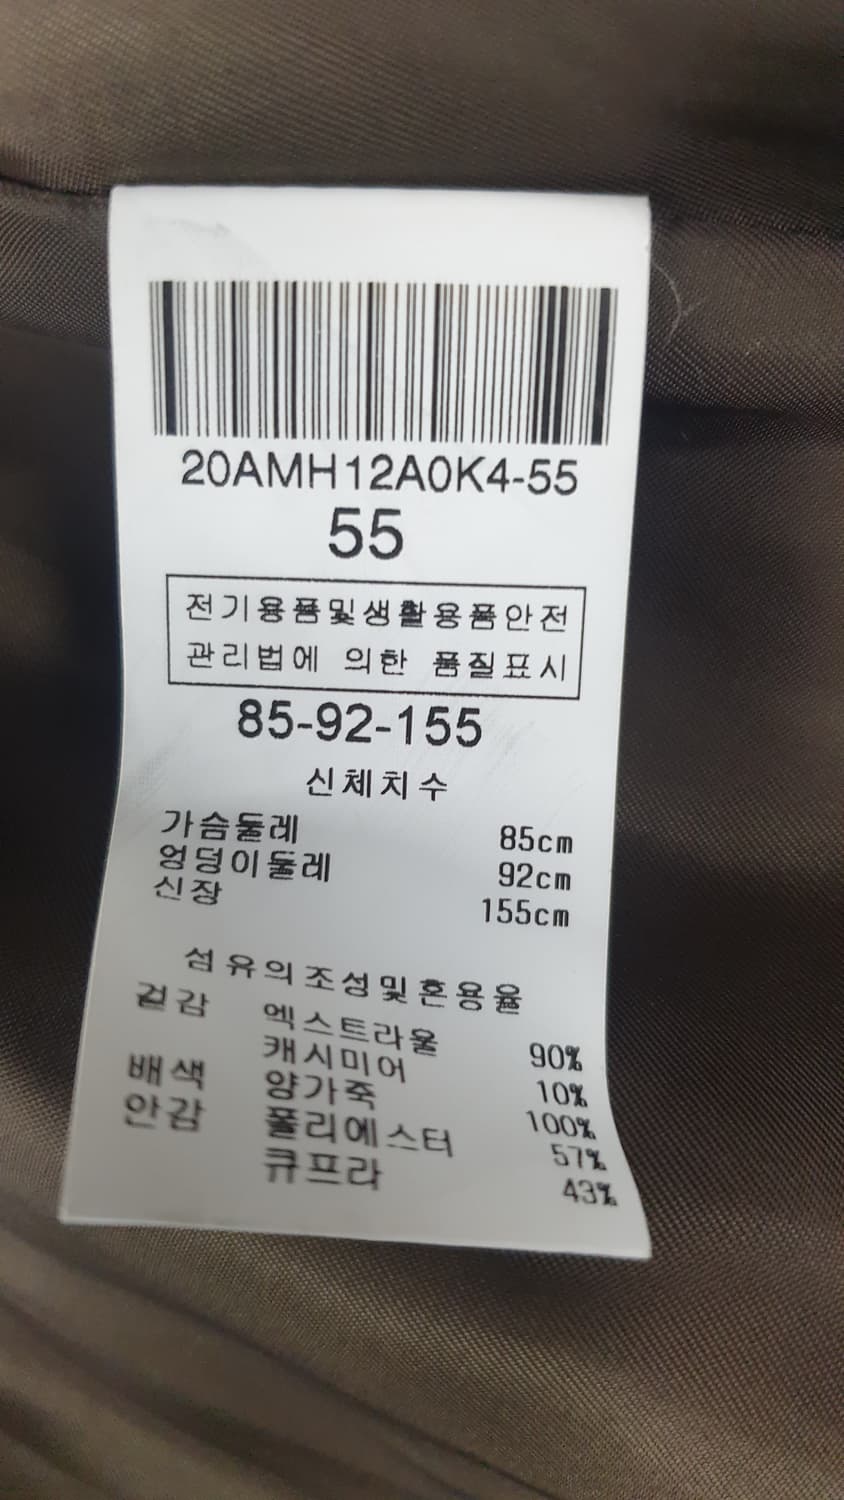 20AMH12A0K4-55
55
전기용품및생활용품안전
관리법에 의한 품질표시
85-92-155
신체치수
가슴둘레 85cm
엉덩이둘레 92cm
신장 155cm
섬유의조성및혼용율
겉감 엑스트라울 90%
캐시미어 10%
배색 양가죽 100%
안감 폴리에스터 57%
큐프라 43%